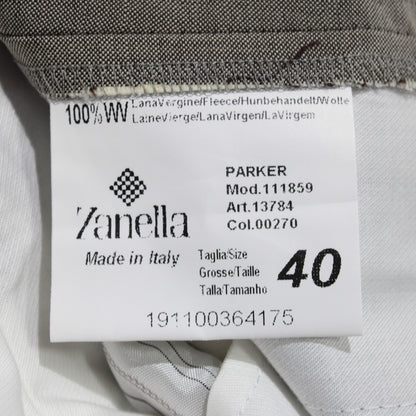 100% WV LanaVergine/Fleece/Hunbehandelt/Wolle
LaineVierge/LanaVirgen/LaVirgem
PARKER
Mod.111859
Art.13784
Col.00270
Zanella
Made in Italy
Taglia/Size
Grosse/Taille
Talla/Tamanho
40
191100364175